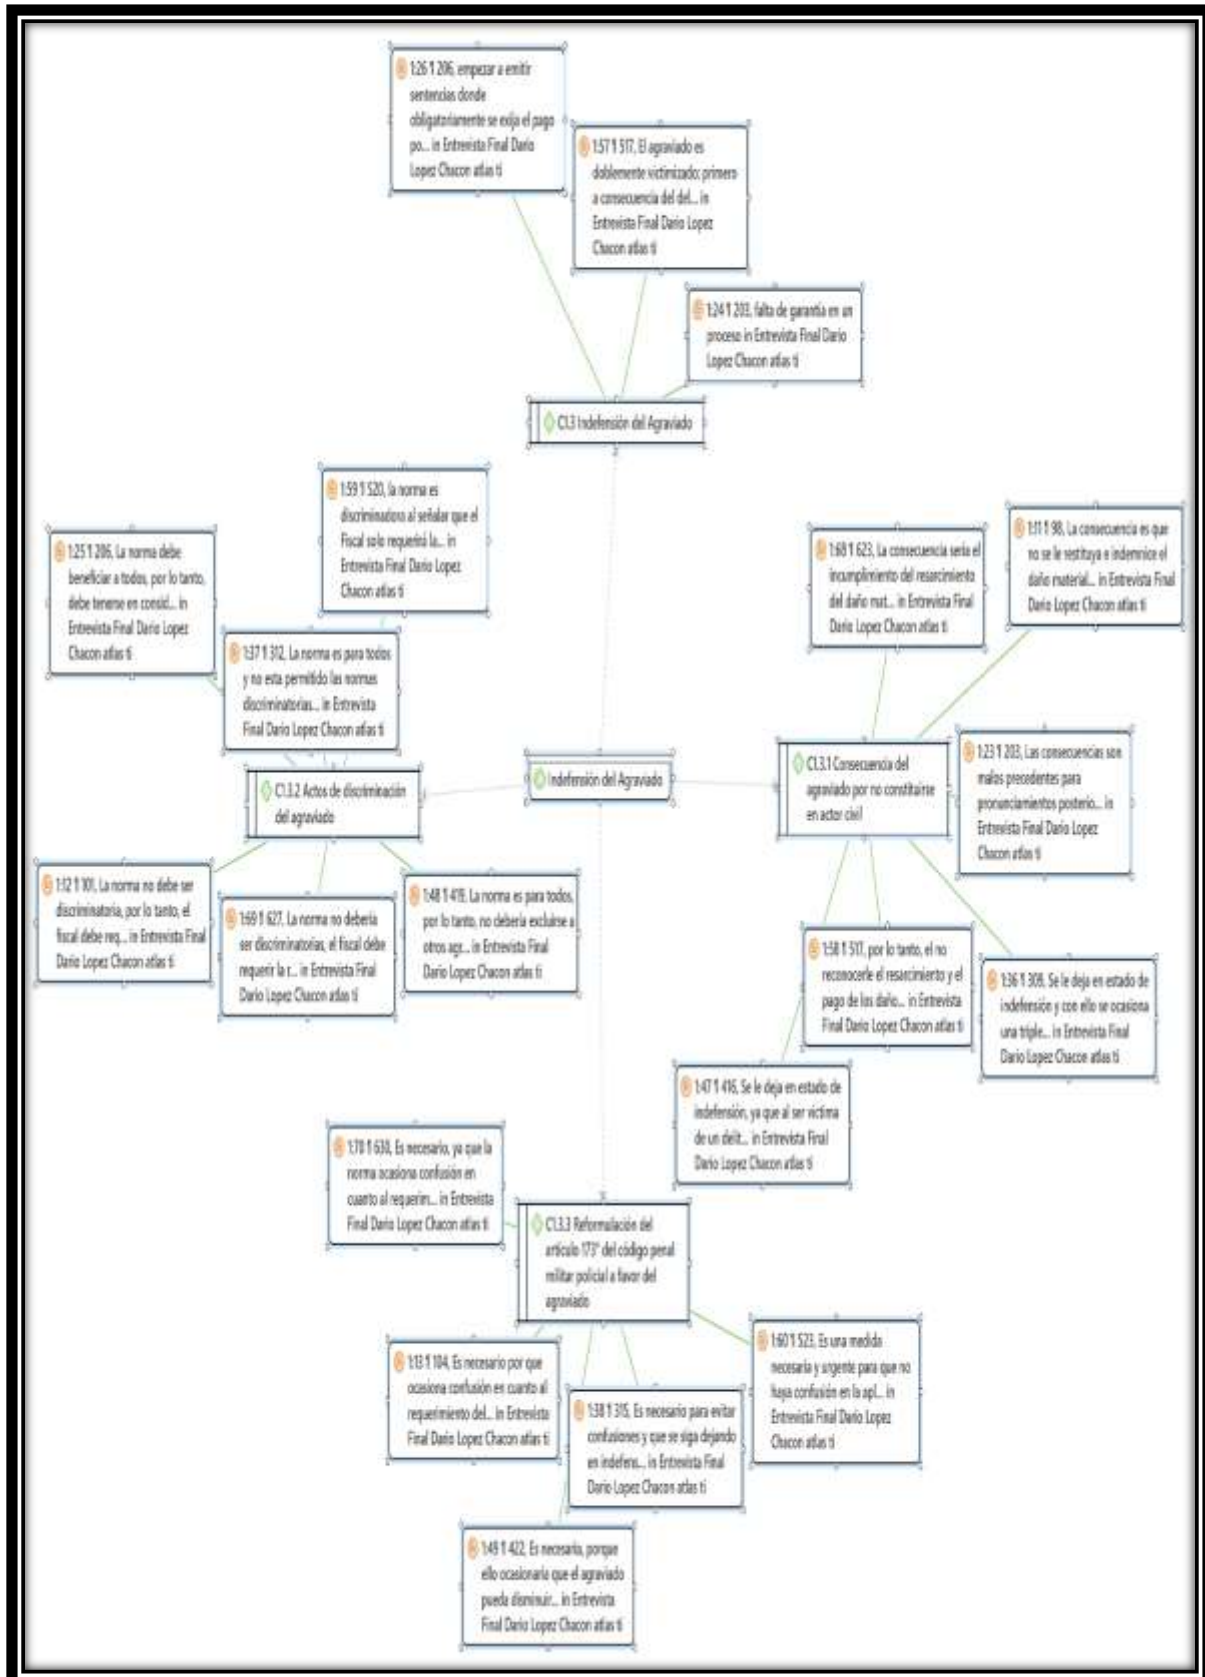 1:26 ¶ 206, empezar a emitir
sentencias donde
obligatoriamente se exija el pago
po... in Entrevista Final Dario
Lopez Chacon atlas ti
1:57 ¶ 517, El agraviado es
doblemente victimizado: primero
a consecuencia del del... in
Entrevista Final Dario Lopez
Chacon atlas ti
1:24 ¶ 203, falta de garantía en un
proceso in Entrevista Final Dario
Lopez Chacon atlas ti
C1.3 Indefensión del Agraviado
1:59 ¶ 520, la norma es
discriminadora al señalar que el
Fiscal solo requerirá la... in
Entrevista Final Dario Lopez
Chacon atlas ti
1:25 ¶ 206, La norma debe
beneficiar a todos, por lo tanto,
debe tenerse en consid... in
Entrevista Final Dario Lopez
Chacon atlas ti
1:37 ¶ 312, La norma es para todos
y no esta permitido las normas
discriminatorias... in Entrevista
Final Dario Lopez Chacon atlas ti
1:68 ¶ 623, La consecuencia sería el
incumplimiento del resarcimiento
del daño mat... in Entrevista Final
Dario Lopez Chacon atlas ti
1:11 ¶ 98, La consecuencia es que
no se le restituya e indemnice el
daño material... in Entrevista Final
Dario Lopez Chacon atlas ti
C1.3.2 Actos de discriminación
del agraviado
Indefensión del Agraviado
C1.3.1 Consecuencia del
agraviado por no constituirse
en actor civil
1:23 ¶ 203, Las consecuencias son
malos precedentes para
pronunciamientos posterio... in
Entrevista Final Dario Lopez
Chacon atlas ti
1:12 ¶ 101, La norma no debe ser
discriminatoria, por lo tanto, el
fiscal debe req... in Entrevista Final
Dario Lopez Chacon atlas ti
1:69 ¶ 627, La norma no debería
ser discriminatorias, el fiscal debe
requerir la r... in Entrevista Final
Dario Lopez Chacon atlas ti
1:48 ¶ 419, La norma es para todos,
por lo tanto, no debería excluirse a
otros agr... in Entrevista Final
Dario Lopez Chacon atlas ti
1:58 ¶ 517, por lo tanto, el no
reconocerle el resarcimiento y el
pago de los daño... in Entrevista
Final Dario Lopez Chacon atlas ti
1:36 ¶ 309, Se le deja en estado de
indefensión y con ello se ocasiona
una triple... in Entrevista Final
Dario Lopez Chacon atlas ti
1:47 ¶ 416, Se le deja en estado de
indefensión, ya que al ser víctima
de un delit... in Entrevista Final
Dario Lopez Chacon atlas ti
1:70 ¶ 630, Es necesario, ya que la
norma ocasiona confusión en
cuanto al requerim... in Entrevista
Final Dario Lopez Chacon atlas ti
C1.3.3 Reformulación del
artículo 173° del código penal
militar policial a favor del
agraviado
1:13 ¶ 104, Es necesario por que
ocasiona confusión en cuanto al
requerimiento del... in Entrevista
Final Dario Lopez Chacon atlas ti
1:38 ¶ 315, Es necesario para evitar
confusiones y que se siga dejando
en indefens... in Entrevista Final
Dario Lopez Chacon atlas ti
1:60 ¶ 523, Es una medida
necesaria y urgente para que no
haya confusión en la apl... in
Entrevista Final Dario Lopez
Chacon atlas ti
1:49 ¶ 422, Es necesaria, porque
ello ocasionaría que el agraviado
pueda disminuir... in Entrevista
Final Dario Lopez Chacon atlas ti